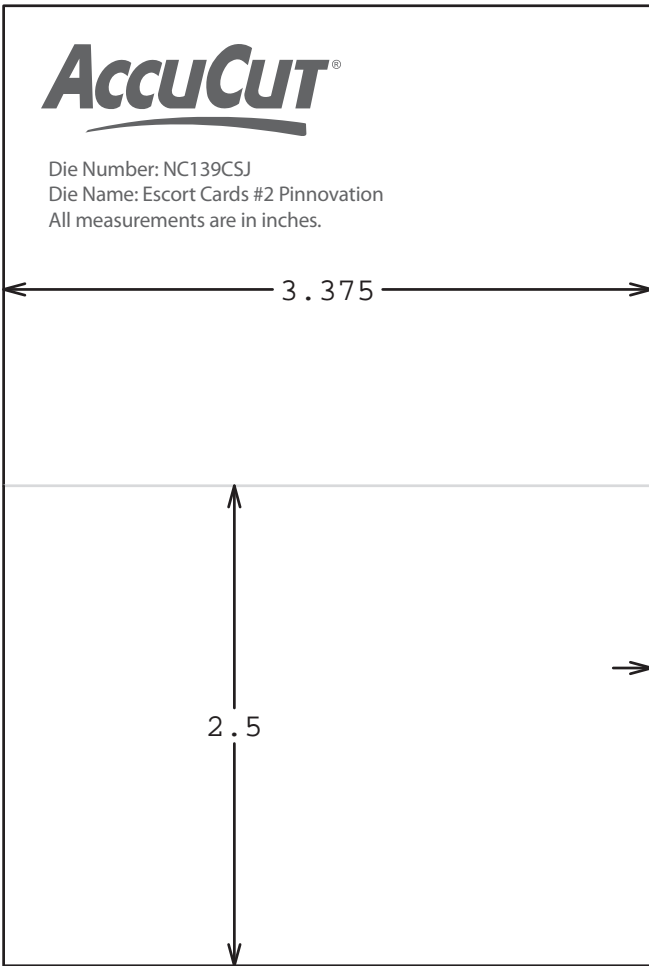 ACCUCUT®
Die Number: NC139CSJ
Die Name: Escort Cards #2 Pinnovation
All measurements are in inches.
3.375
2.5